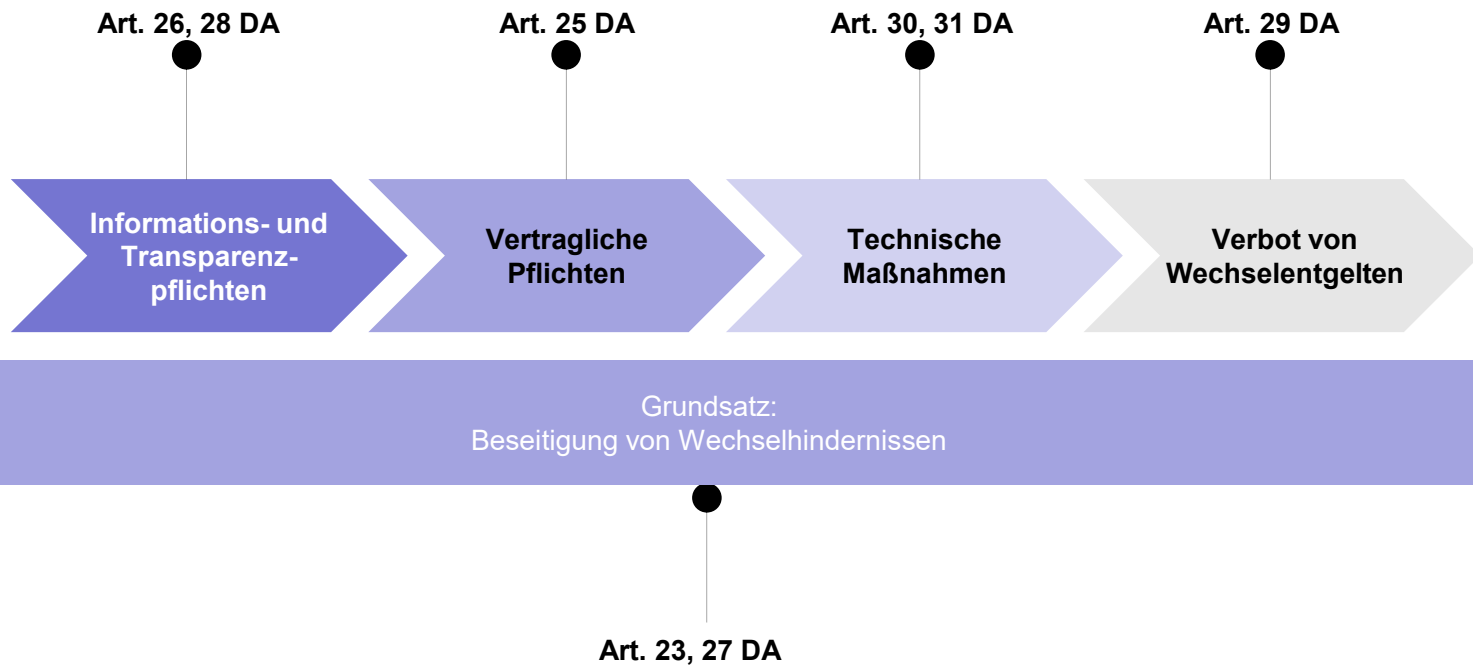 Art. 26, 28 DA
Art. 25 DA
Art. 30, 31 DA
Art. 29 DA
Informations- und
Transparenz-
pflichten
Vertragliche
Pflichten
Technische
Maßnahmen
Verbot von
Wechselentgelten
Grundsatz:
Beseitigung von Wechselhindernissen
Art. 23, 27 DA